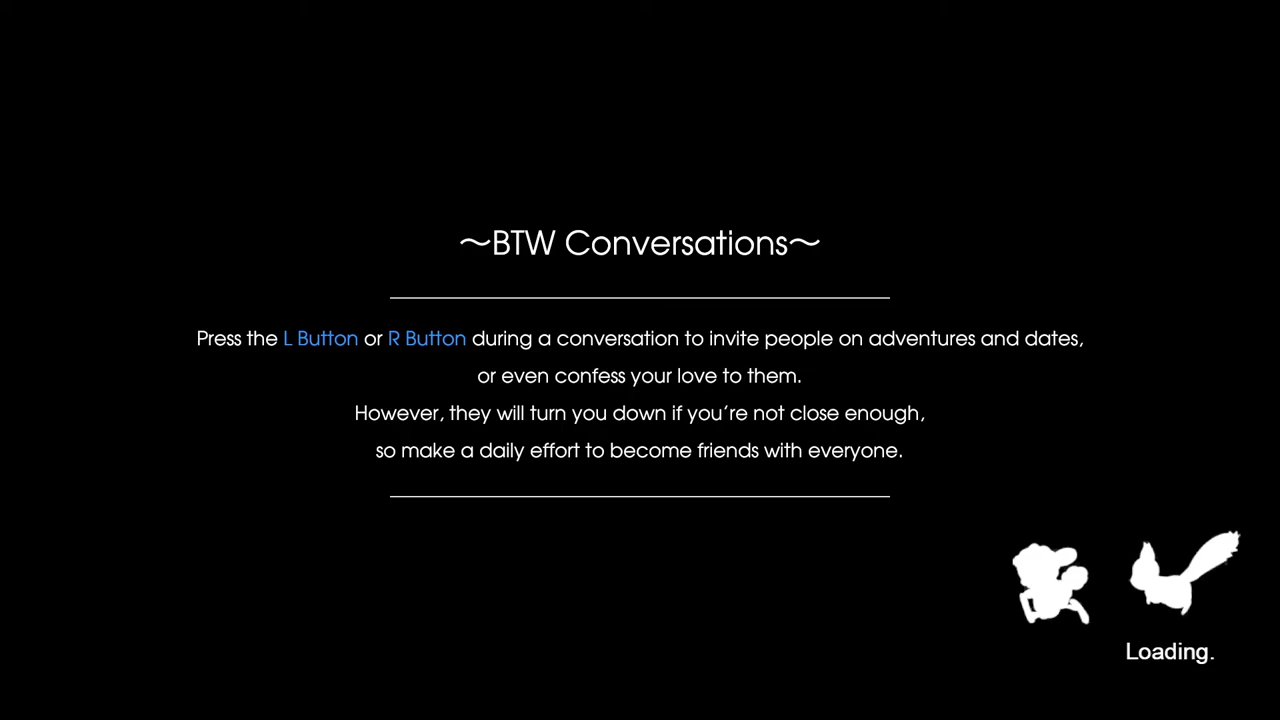 ～BTW Conversations～
Press the L Button or R Button during a conversation to invite people on adventures and dates,
or even confess your love to them.
However, they will turn you down if you’re not close enough,
so make a daily effort to become friends with everyone.
Loading.